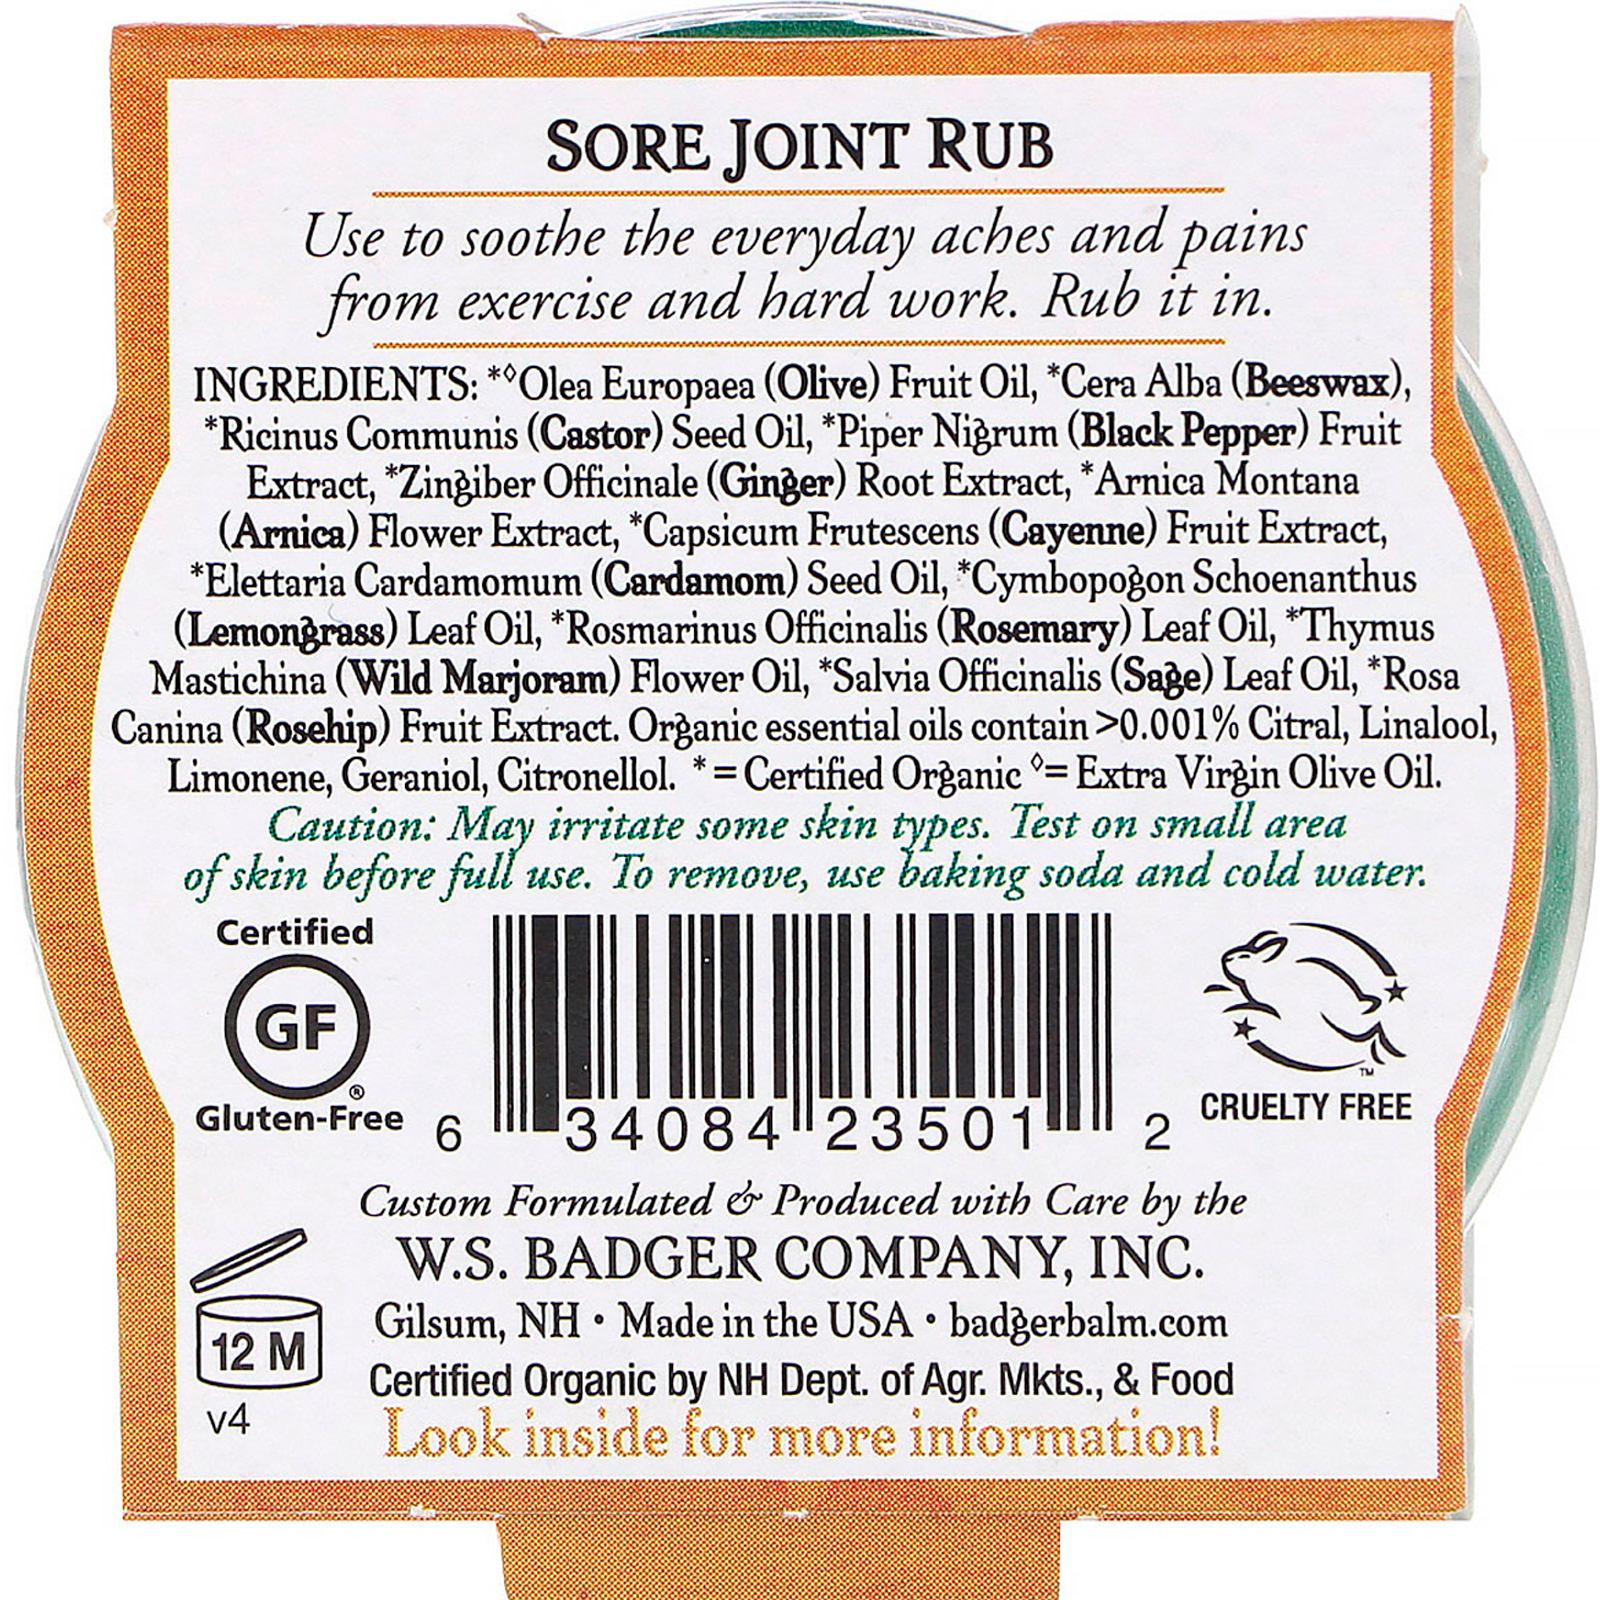 SORE JOINT RUB
Use to soothe the everyday aches and pains
from exercise and hard work. Rub it in.
INGREDIENTS: *◊Olea Europaea (Olive) Fruit Oil, *Cera Alba (Beeswax),
*Ricinus Communis (Castor) Seed Oil, *Piper Nigrum (Black Pepper) Fruit
Extract, *Zingiber Officinale (Ginger) Root Extract, *Arnica Montana
(Arnica) Flower Extract, *Capsicum Frutescens (Cayenne) Fruit Extract,
*Elettaria Cardamomum (Cardamom) Seed Oil, *Cymbopogon Schoenanthus
(Lemongrass) Leaf Oil, *Rosmarinus Officinalis (Rosemary) Leaf Oil, *Thymus
Mastichina (Wild Marjoram) Flower Oil, *Salvia Officinalis (Sage) Leaf Oil, *Rosa
Canina (Rosehip) Fruit Extract. Organic essential oils contain >0.001% Citral, Linalool,
Limonene, Geraniol, Citronellol. * = Certified Organic ◊= Extra Virgin Olive Oil.
Caution: May irritate some skin types. Test on small area
of skin before full use. To remove, use baking soda and cold water.
Certified
GF
®
Gluten-Free
6 34084 23501 2
TM
CRUELTY FREE
Custom Formulated & Produced with Care by the
W.S. BADGER COMPANY, INC.
Gilsum, NH • Made in the USA • badgerbalm.com
Certified Organic by NH Dept. of Agr. Mkts., & Food
12 M
v4
Look inside for more information!